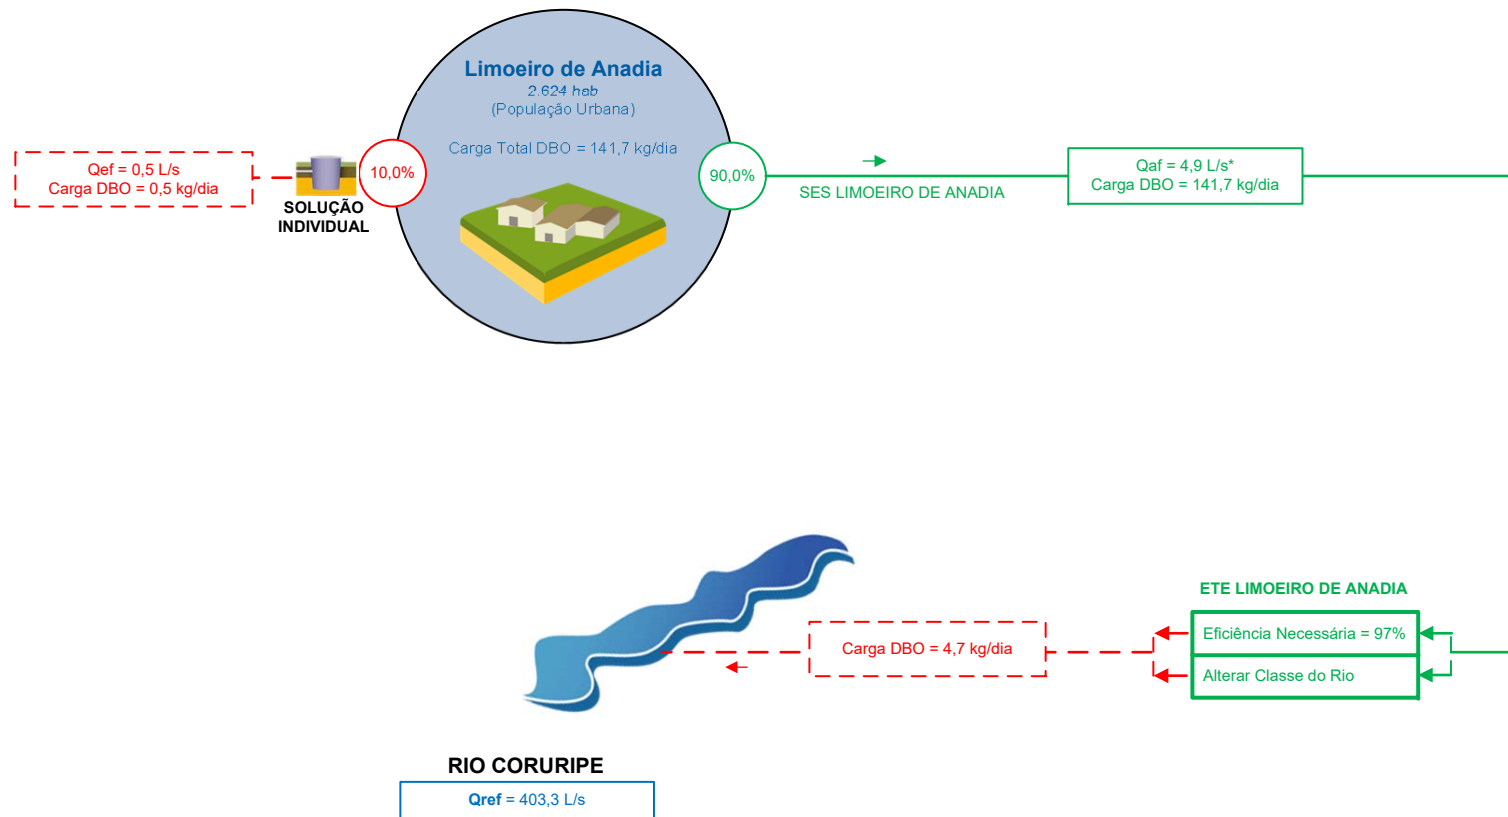 Limoeiro de Anadia
2.624 hab
(População Urbana)
Carga Total DBO = 141,7 kg/dia
Qef = 0,5 L/s
Carga DBO = 0,5 kg/dia
SOLUÇÃO
INDIVIDUAL
10,0%
90,0%
SES LIMOEIRO DE ANADIA
Qaf = 4,9 L/s*
Carga DBO = 141,7 kg/dia
ETE LIMOEIRO DE ANADIA
Eficiência Necessária = 97%
Alterar Classe do Rio
Carga DBO = 4,7 kg/dia
RIO CORURIPE
Qref = 403,3 L/s